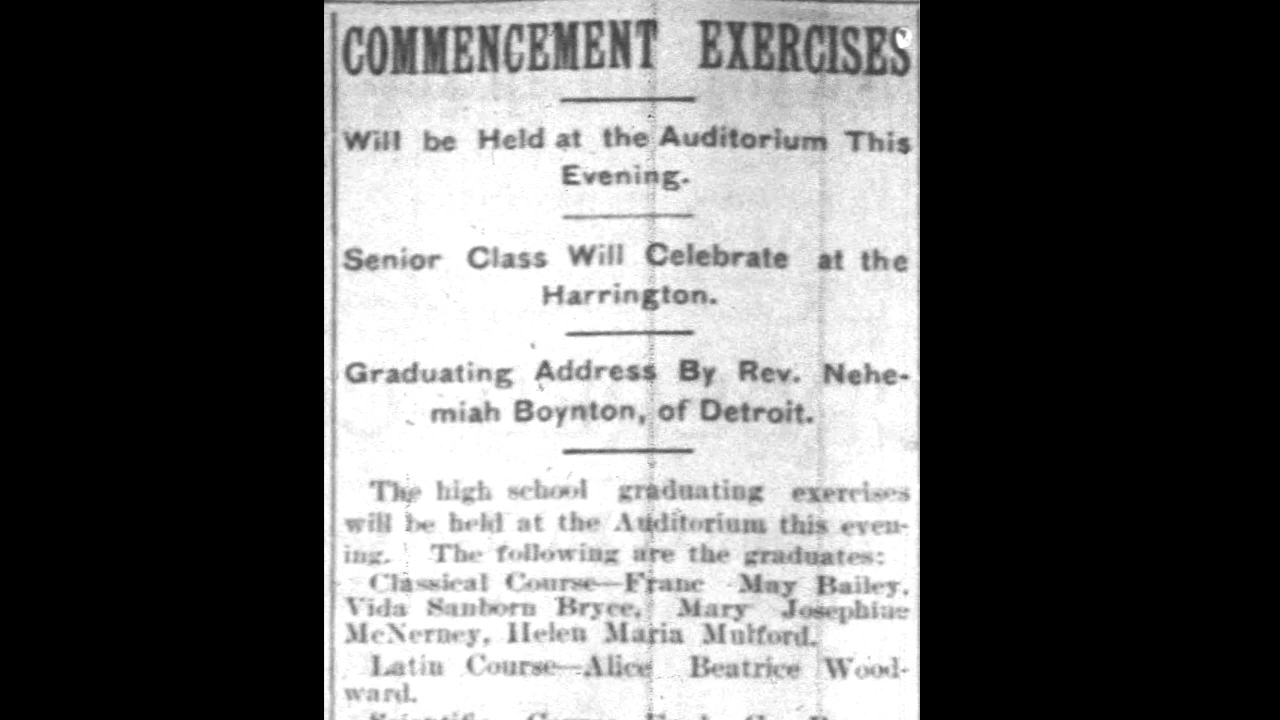 COMMENCEMENT EXERCISES
Will be Held at the Auditorium This
Evening.
Senior Class Will Celebrate at the
Harrington.
Graduating Address By Rev. Nehe-
miah Boynton, of Detroit.
The high school graduating exercises
will be held at the Auditorium this even-
ing. The following are the graduates:
Classical Course—Franc May Bailey,
Vida Sanborn Bryce, Mary Josephine
McNerney, Helen Maria Mulford.
Latin Course—Alice Beatrice Wood-
ward.